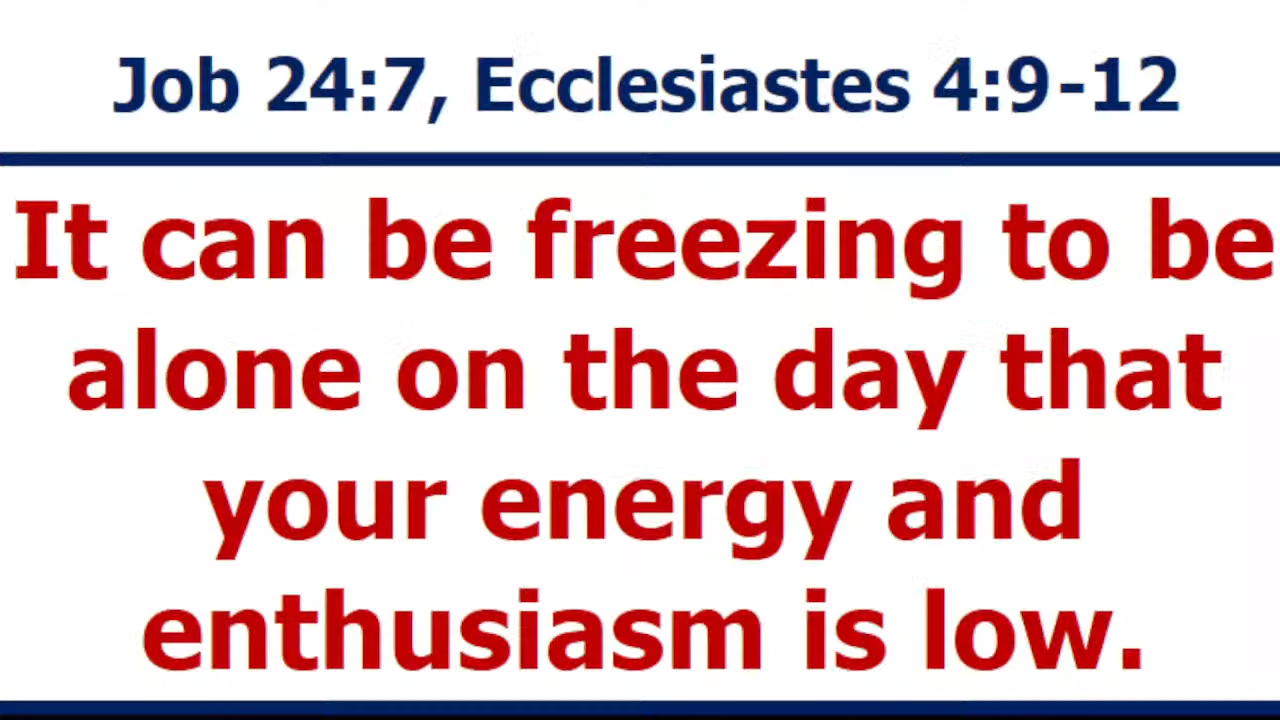 Job 24:7, Ecclesiastes 4:9-12
It can be freezing to be
alone on the day that
your energy and
enthusiasm is low.